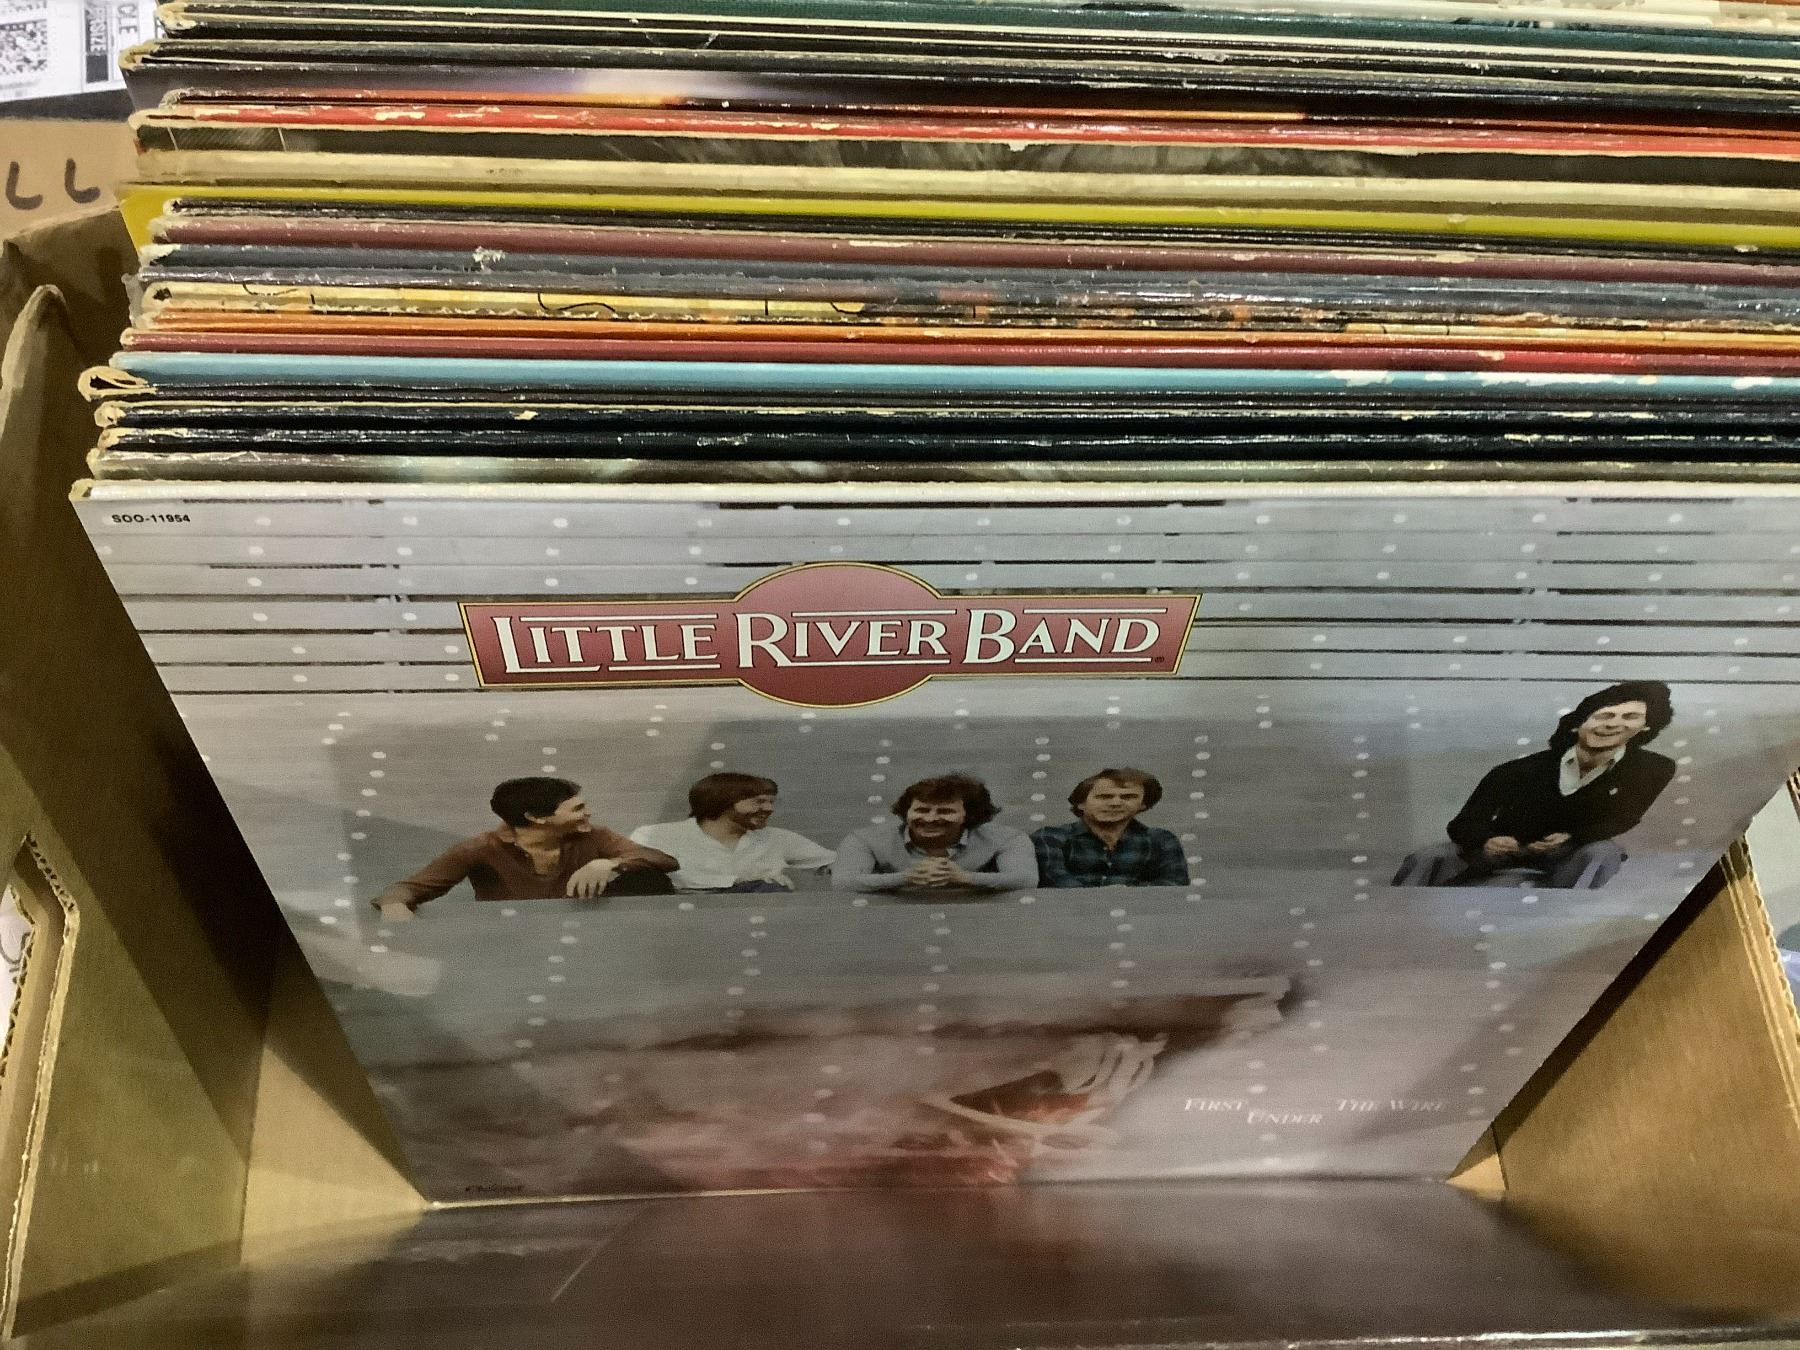 SOO-11954
LITTLE RIVER BAND
FIRST UNDER THE WIRE